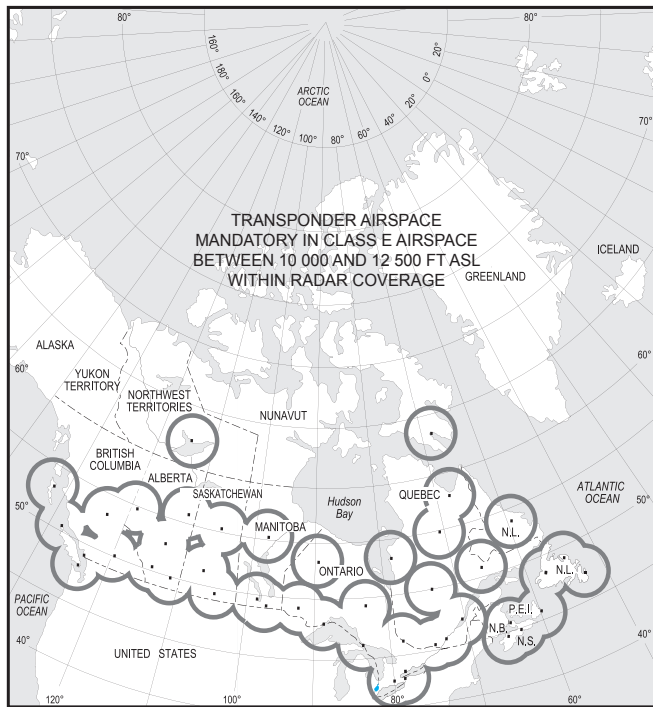 80°
80°
160°
180°
160°
140°
120°
100°
80°
60°
40°
20°
0°
20°
ARCTIC
OCEAN
70°
70°
TRANSPONDER AIRSPACE
MANDATORY IN CLASS E AIRSPACE
BETWEEN 10 000 AND 12 500 FT ASL
WITHIN RADAR COVERAGE
ICELAND
GREENLAND
ALASKA
60°
60°
YUKON
TERRITORY
NORTHWEST
TERRITORIES
NUNAVUT
BRITISH
COLUMBIA
ALBERTA
SASKATCHEWAN
MANITOBA
Hudson
Bay
QUEBEC
ATLANTIC
OCEAN
50°
50°
N.L.
ONTARIO
N.L.
P.E.I.
N.B.
N.S.
PACIFIC
OCEAN
40°
40°
UNITED STATES
120°
100°
80°
60°